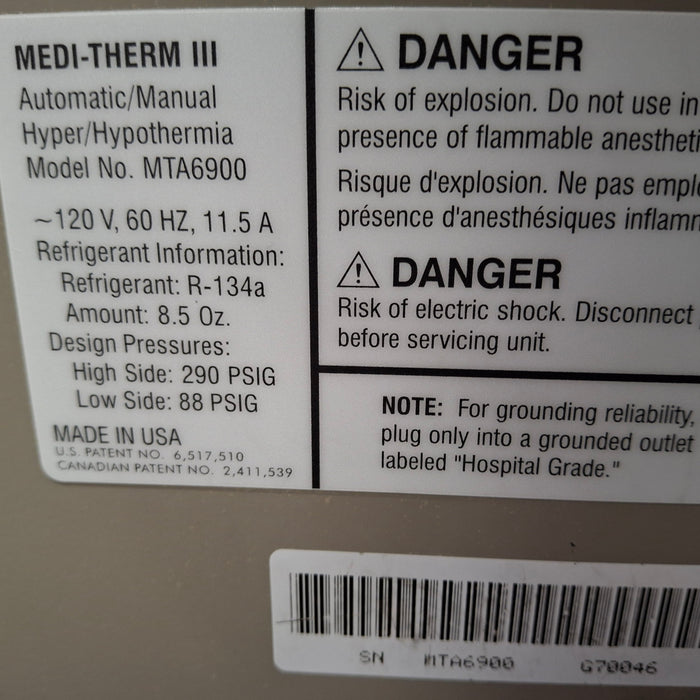 MEDI-THERM III
Automatic/Manual
Hyper/Hypothermia
Model No. MTA6900
~120 V, 60 HZ, 11.5 A
Refrigerant Information:
Refrigerant: R-134a
Amount: 8.5 Oz.
Design Pressures:
High Side: 290 PSIG
Low Side: 88 PSIG
MADE IN USA
U.S. PATENT NO. 6,517,510
CANADIAN PATENT NO. 2,411,539
⚠ DANGER
Risk of explosion. Do not use in
presence of flammable
Risque d'explosion. Ne pas
présence d'anesthésiques
⚠ DANGER
Risk of electric shock. Disconnect
before servicing unit.
NOTE: For grounding reliability,
plug only into a grounded outlet
labeled "Hospital Grade."
SN MTA6900 G70046